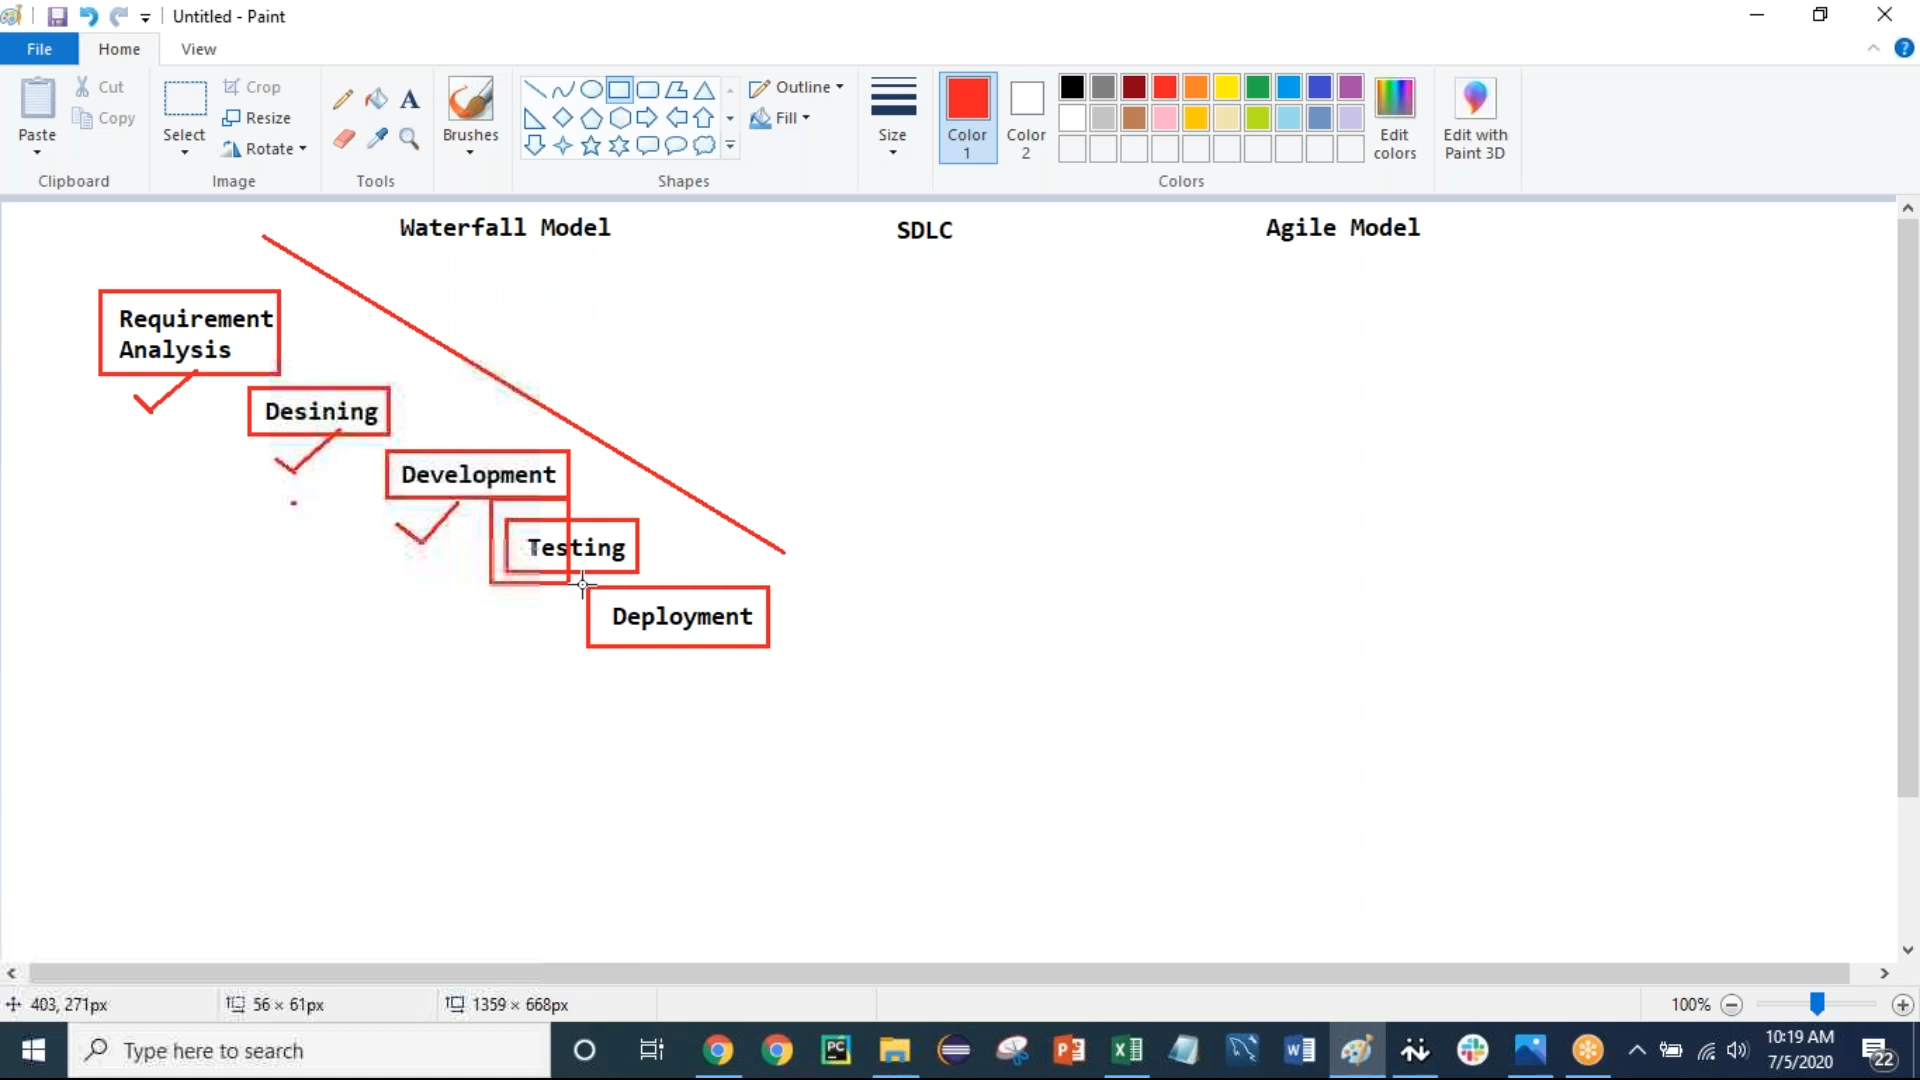 Untitled - Paint
File Home View
Paste
Cut
Copy
Clipboard
Select
Crop
Resize
Rotate
Image
Tools
Brushes
Shapes
Outline
Fill
Size
Color 1
Color 2
Colors
Edit colors
Edit with Paint 3D
Waterfall Model SDLC Agile Model
Requirement
Analysis
Desining
Development
Testing
Deployment
403, 271px 56 × 61px 1359 × 668px 100%
Type here to search
10:19 AM
7/5/2020
22